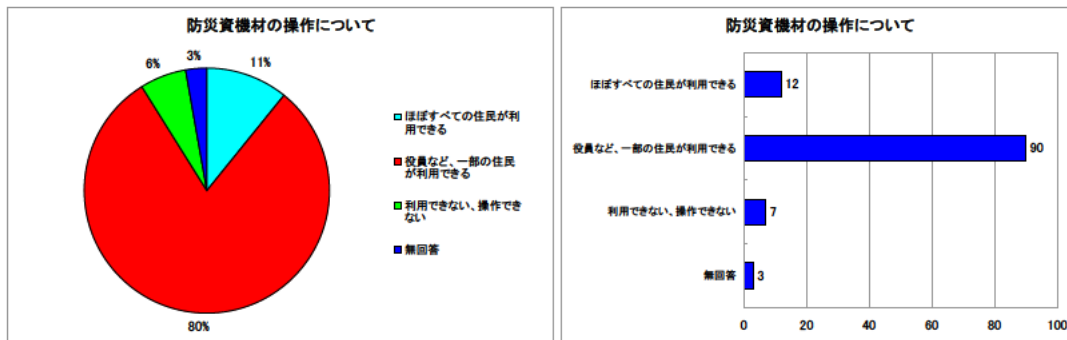 防災資機材の操作について
3%
6%
11%
80%
ほぼすべての住民が利
用できる
役員など、一部の住民
が利用できる
利用できない、操作でき
ない
無回答
防災資機材の操作について
ほぼすべての住民が利用できる
12
役員など、一部の住民が利用できる
90
利用できない、操作できない
7
無回答
3
0 20 40 60 80 100